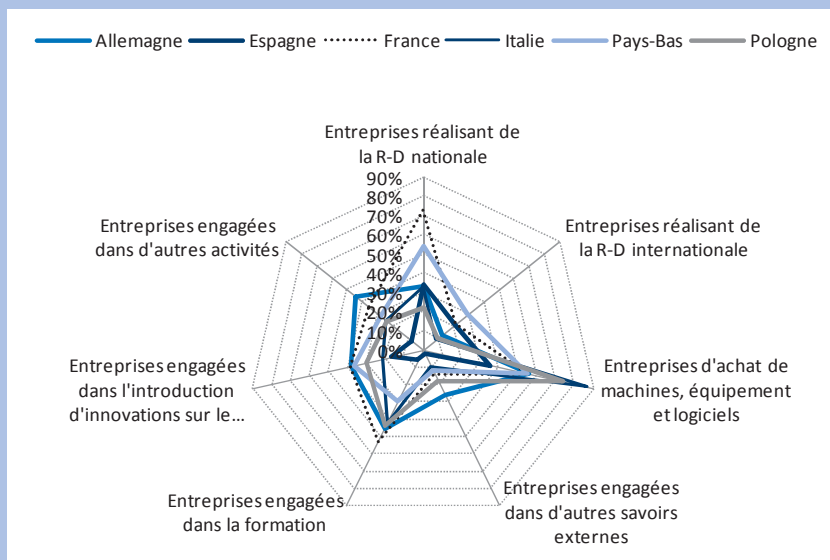 Allemagne Espagne France Italie Pays-Bas Pologne
Entreprises réalisant de
la R-D nationale
90%
80%
70%
60%
50%
40%
30%
20%
10%
0%
Entreprises réalisant de
la R-D internationale
Entreprises d'achat de
machines, équipement
et logiciels
Entreprises engagées
dans d'autres savoirs
externes
Entreprises engagées
dans la formation
Entreprises engagées
dans l'introduction
d'innovations sur le...
Entreprises engagées
dans d'autres activités